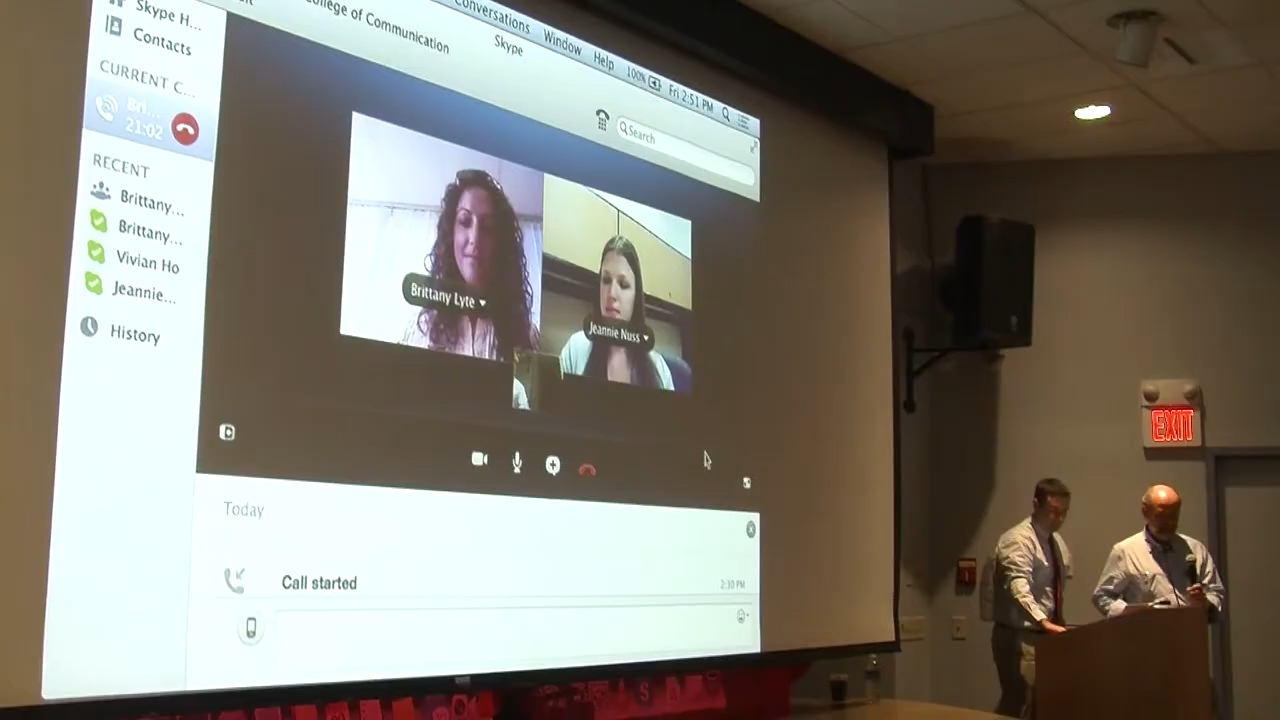 Conversations Window Help 100% Fri 2:51 PM
College of Communication
Skype
Skype H...
Contacts
Search
CURRENT C...
Bri...
21:02
RECENT
Brittany...
Brittany...
Vivian Ho
Jeannie...
History
Brittany Lyte
Jeannie Nuss
Today
Call started
2:30 PM
EXIT